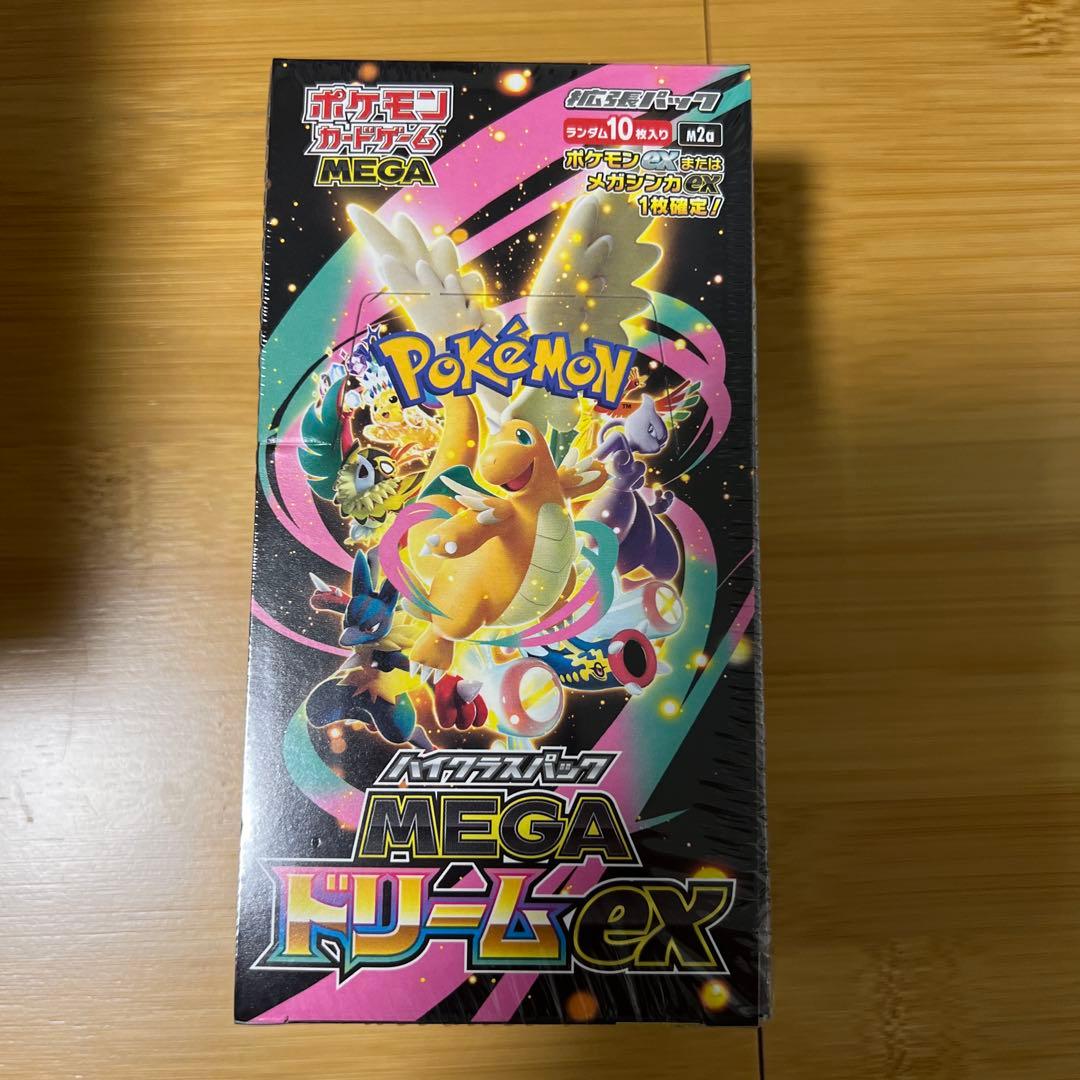 ポケモン
カードゲーム™
MEGA
拡張パック
ランダム10枚入り M2a
ポケモンexまたは
メガシンカex
1枚確定!
POKéMON™
ハイクラスパック
MEGA
ドリームex